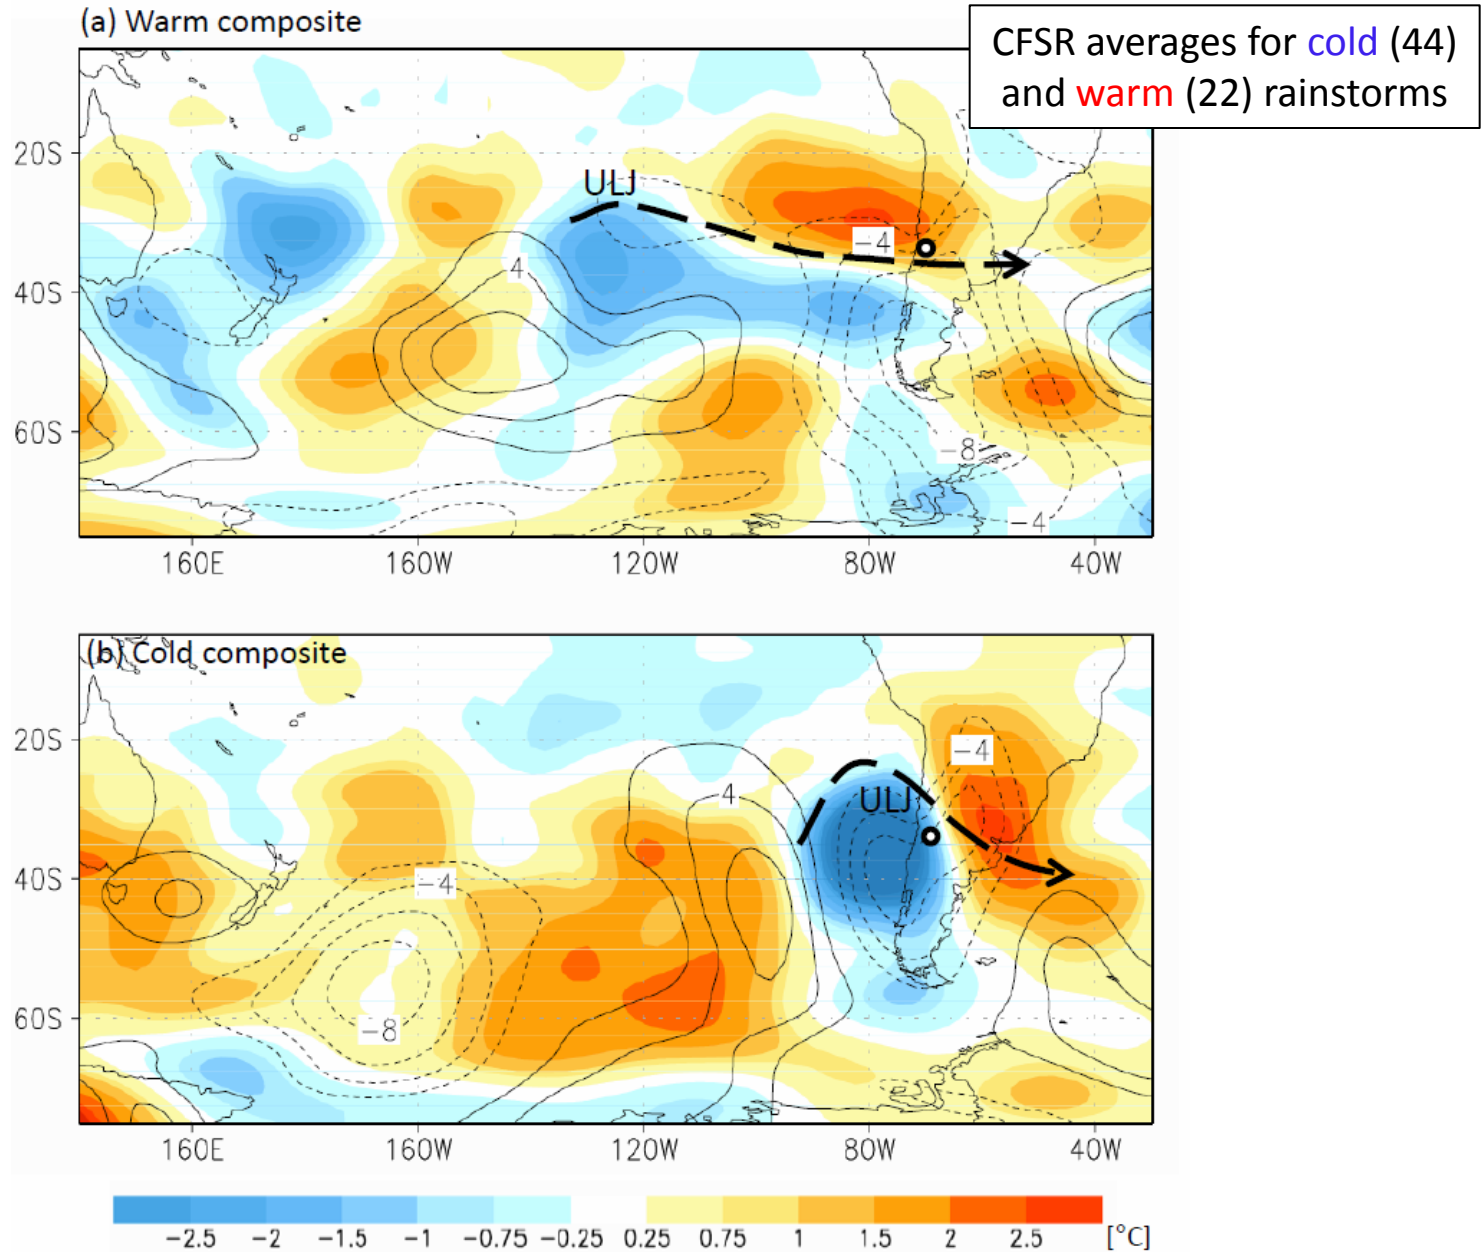 (a) Warm composite
CFSR averages for cold (44)
and warm (22) rainstorms
20S
ULJ
-4
4
40S
60S
-8
-4
160E 160W 120W 80W 40W
(b) Cold composite
20S
-4
4
ULJ
40S
-4
60S
-8
160E 160W 120W 80W 40W
-2.5 -2 -1.5 -1 -0.75 -0.25 0.25 0.75 1 1.5 2 2.5 [°C]